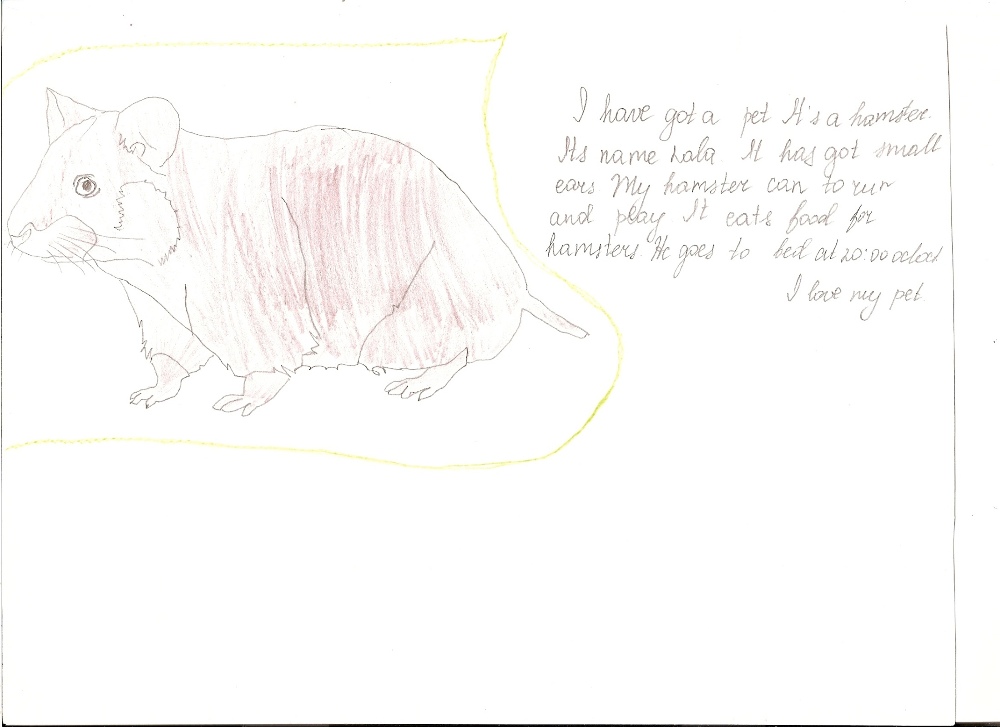 I have got a pet It's a hamster.
Its name Lala. It has got small
ears. My hamster can to run
and play. It eats food for
hamsters. He goes to bed at 20:00 oclock
I love my pet.